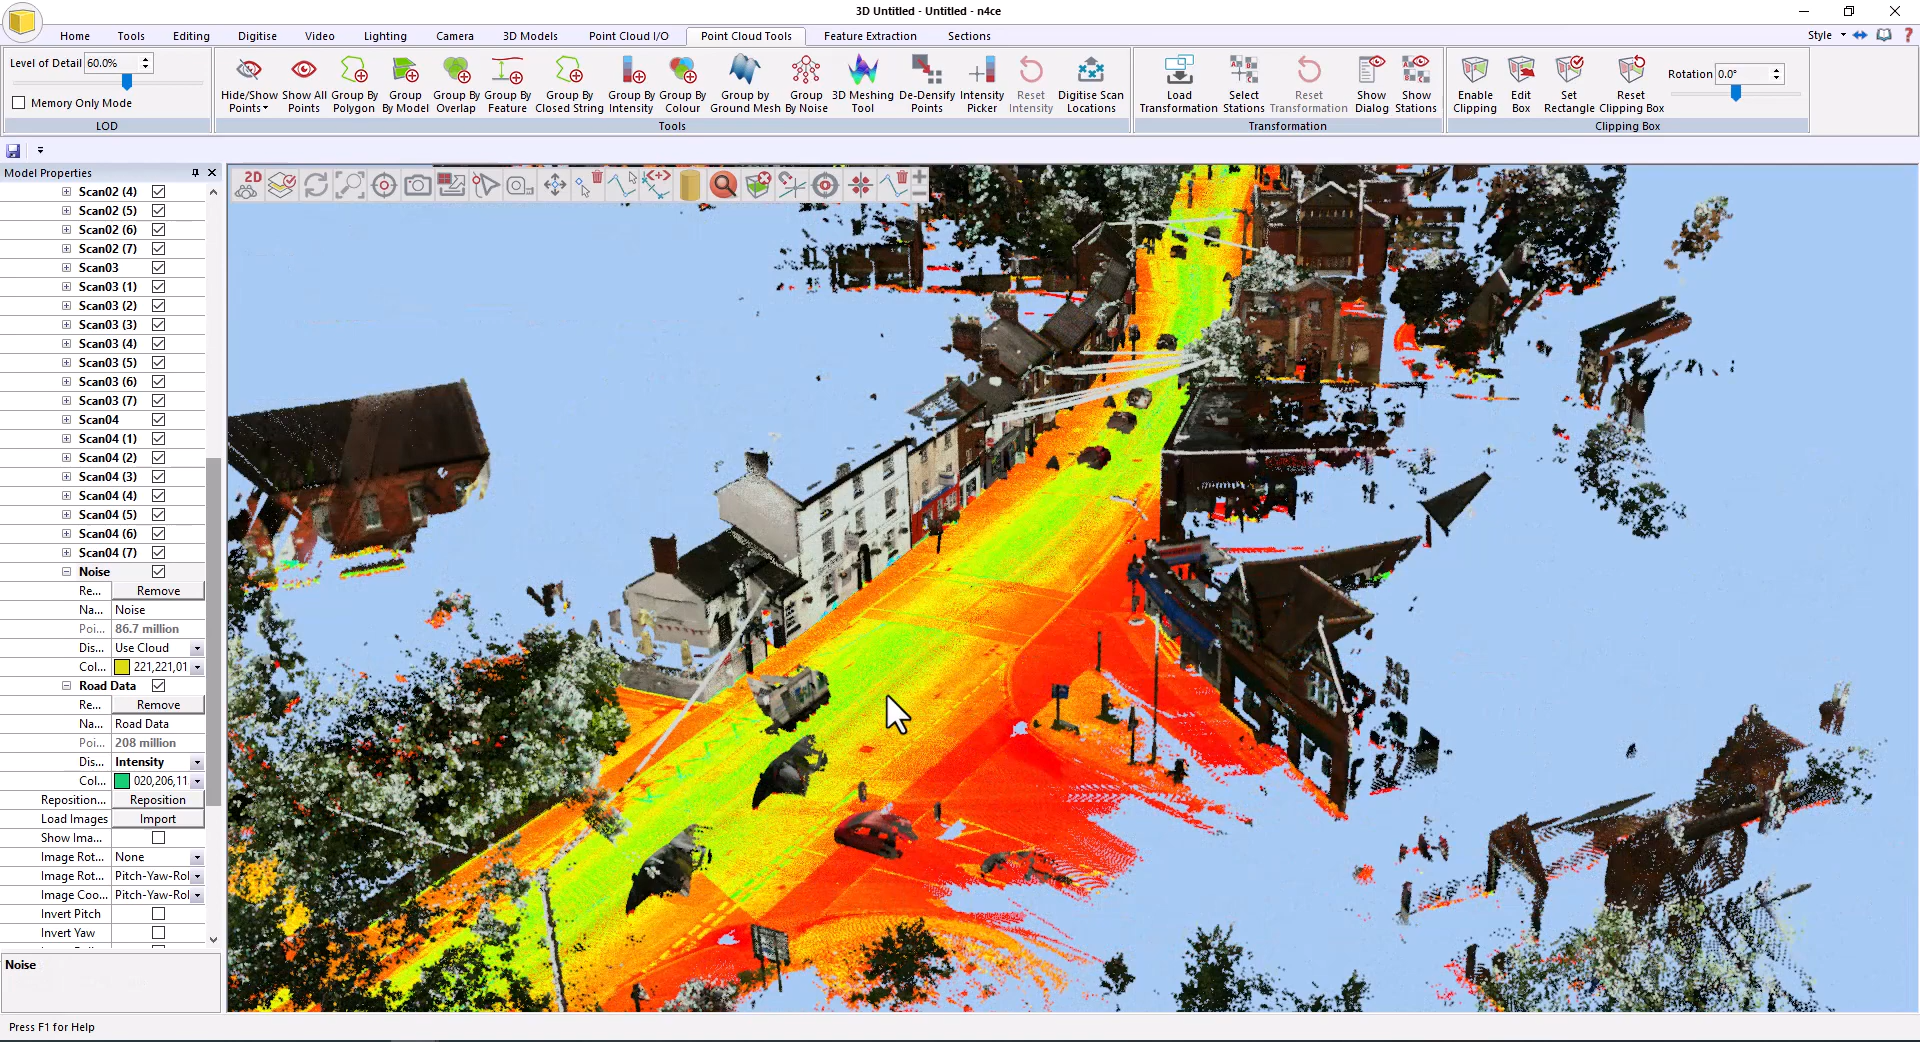 3D Untitled - Untitled - n4ce
Home Tools Editing Digitise Video Lighting Camera 3D Models Point Cloud I/O Point Cloud Tools Feature Extraction Sections Style
Level of Detail 60.0%
Memory Only Mode
LOD
Hide/Show Points
Show All Points
Group By Polygon
Group By Model
Group By Overlap
Group By Feature
Group By Closed String
Group By Intensity
Group By Colour
Group by Ground Mesh
Group By Noise
3D Meshing Tool
De-Densify Points
Intensity Picker
Reset Intensity
Digitise Scan Locations
Tools
Load Transformation
Select Stations
Reset Transformation
Show Dialog
Show Stations
Transformation
Enable Clipping
Edit Box
Set Rectangle
Reset Clipping Box
Rotation 0.0°
Clipping Box
Model Properties
2D
Scan02 (4)
Scan02 (5)
Scan02 (6)
Scan02 (7)
Scan03
Scan03 (1)
Scan03 (2)
Scan03 (3)
Scan03 (4)
Scan03 (5)
Scan03 (6)
Scan03 (7)
Scan04
Scan04 (1)
Scan04 (2)
Scan04 (3)
Scan04 (4)
Scan04 (5)
Scan04 (6)
Scan04 (7)
Noise
Re... Remove
Na... Noise
Poi... 86.7 million
Dis... Use Cloud
Col... 221,221,01
Road Data
Re... Remove
Na... Road Data
Poi... 208 million
Dis... Intensity
Col... 020,206,11
Reposition... Reposition
Load Images Import
Show Ima...
Image Rot... None
Image Rot... Pitch-Yaw-Rol
Image Coo... Pitch-Yaw-Rol
Invert Pitch
Invert Yaw
Noise
Press F1 for Help